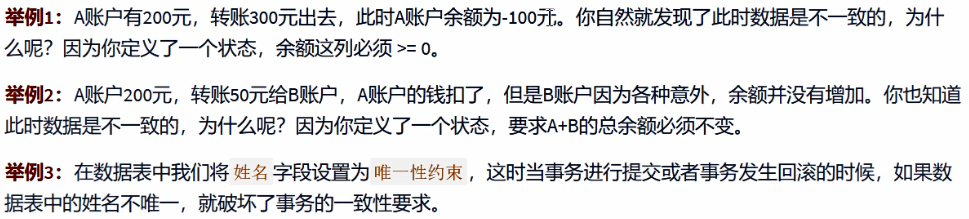 举例1：A账户有200元，转账300元出去，此时A账户余额为-100元。你自然就发现了此时数据是不一致的，为什
么呢？因为你定义了一个状态，余额这列必须 >= 0。
举例2：A账户200元，转账50元给B账户，A账户的钱扣了，但是B账户因为各种意外，余额并没有增加。你也知道
此时数据是不一致的，为什么呢？因为你定义了一个状态，要求A+B的总余额必须不变。
举例3：在数据表中我们将 姓名 字段设置为 唯一性约束 ，这时当事务进行提交或者事务发生回滚的时候，如果数
据表中的姓名不唯一，就破坏了事务的一致性要求。